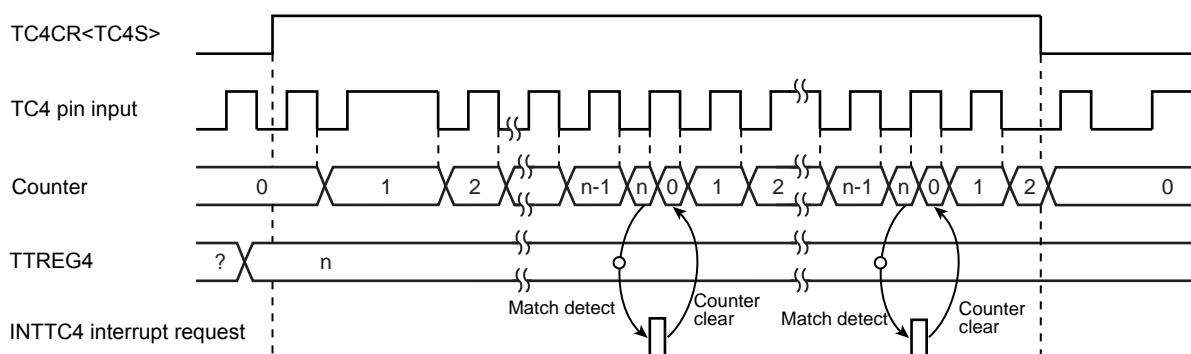 TC4CR<TC4S>
TC4 pin input
Counter
0 1 2 n-1 n 0 1 2 n-1 n 0 1 2 0
TTREG4
? n
Match detect Counter clear Match detect Counter clear
INTTC4 interrupt request